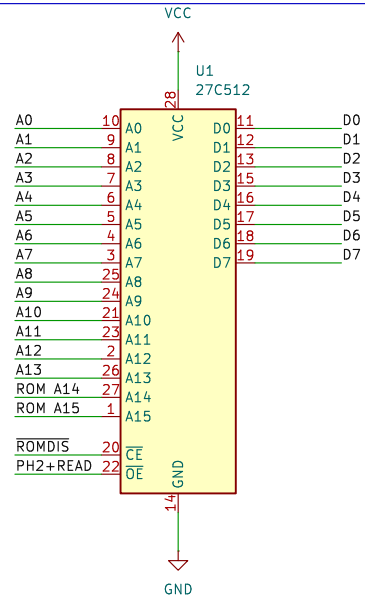 VCC
U1
27C512
28
VCC
A0 10 A0 D0 11 D0
A1 9 A1 D1 12 D1
A2 8 A2 D2 13 D2
A3 7 A3 D3 15 D3
A4 6 A4 D4 16 D4
A5 5 A5 D5 17 D5
A6 4 A6 D6 18 D6
A7 3 A7 D7 19 D7
A8 25 A8
A9 24 A9
A10 21 A10
A11 23 A11
A12 2 A12
A13 26 A13
ROM A14 27 A14
ROM A15 1 A15
ROMDIS 20 CE
PH2+READ 22 OE
GND
14
GND